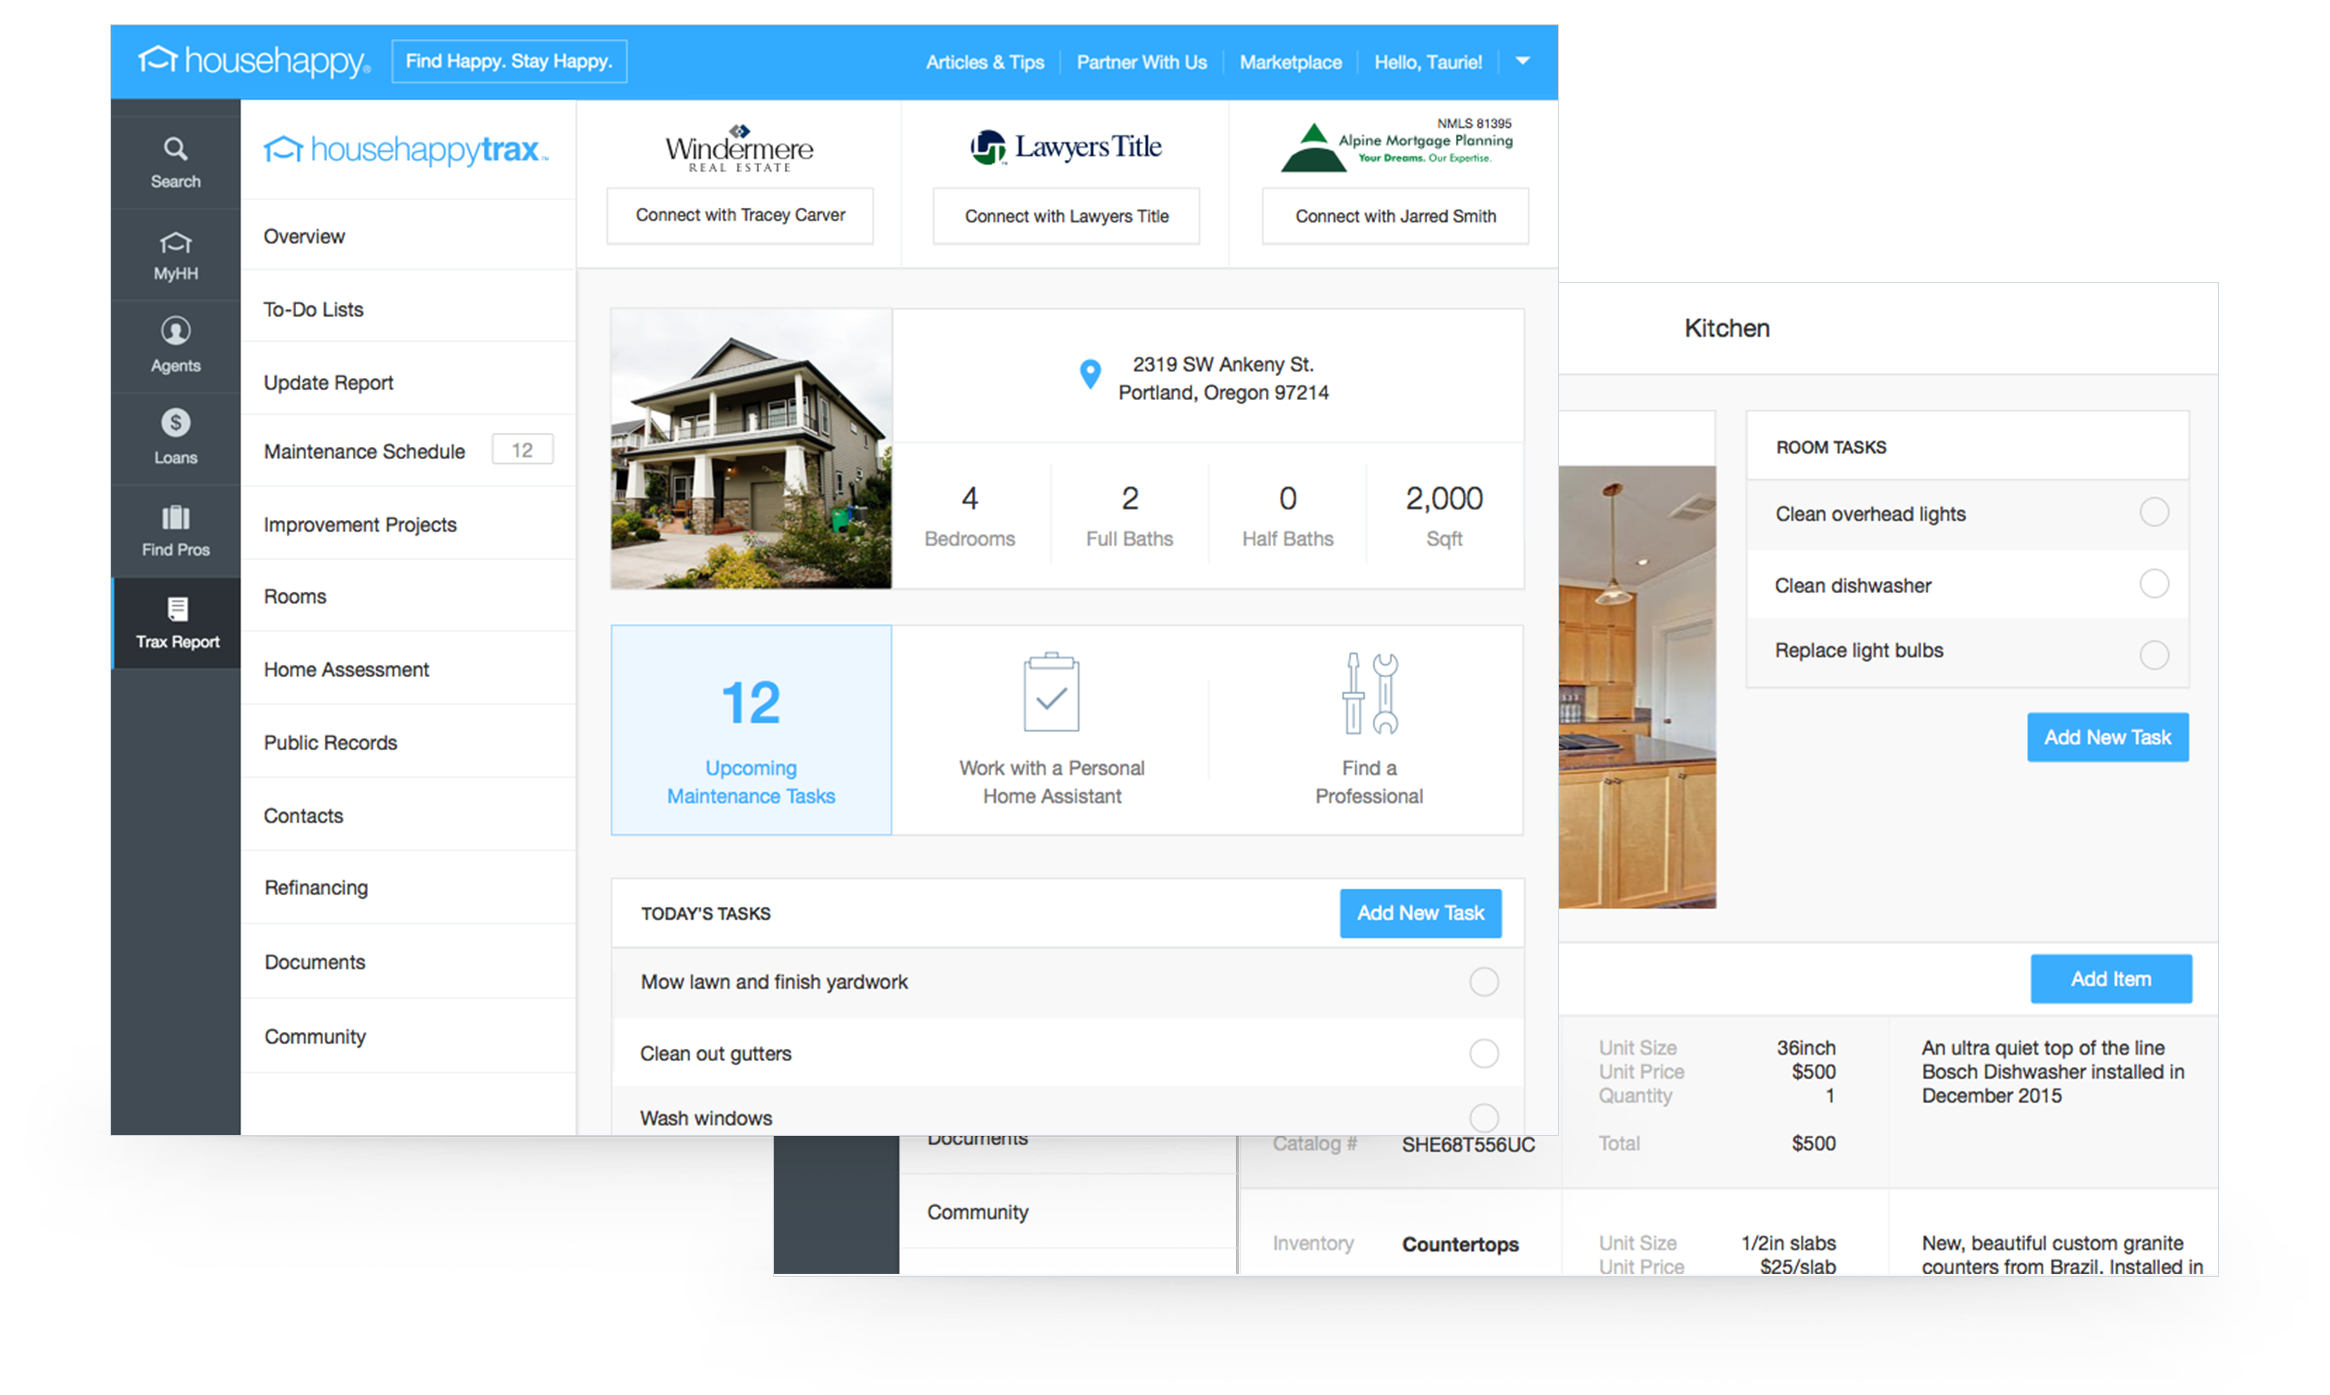 househappy®
Find Happy. Stay Happy.
Articles & Tips
Partner With Us
Marketplace
Hello, Taurie!
Search
MyHH
Agents
$
Loans
Find Pros
Trax Report
househappytrax™
Overview
To-Do Lists
Update Report
Maintenance Schedule 12
Improvement Projects
Rooms
Home Assessment
Public Records
Contacts
Refinancing
Documents
Community
Windermere
REAL ESTATE
Connect with Tracey Carver
LT Lawyers Title
Connect with Lawyers Title
NMLS 81395
Alpine Mortgage Planning
Your Dreams. Our Expertise.
Connect with Jarred Smith
2319 SW Ankeny St.
Portland, Oregon 97214
4
Bedrooms
2
Full Baths
0
Half Baths
2,000
Sqft
12
Upcoming
Maintenance Tasks
Work with a Personal
Home Assistant
Find a
Professional
TODAY'S TASKS
Add New Task
Mow lawn and finish yardwork
Clean out gutters
Wash windows
Kitchen
ROOM TASKS
Clean overhead lights
Clean dishwasher
Replace light bulbs
Add New Task
Add Item
Unit Size 36inch
Unit Price $500
Quantity 1
Total $500
An ultra quiet top of the line
Bosch Dishwasher installed in
December 2015
Documents
Community
Catalog # SHE68T556UC
Inventory Countertops
Unit Size 1/2in slabs
Unit Price $25/slab
New, beautiful custom granite
counters from Brazil. Installed in